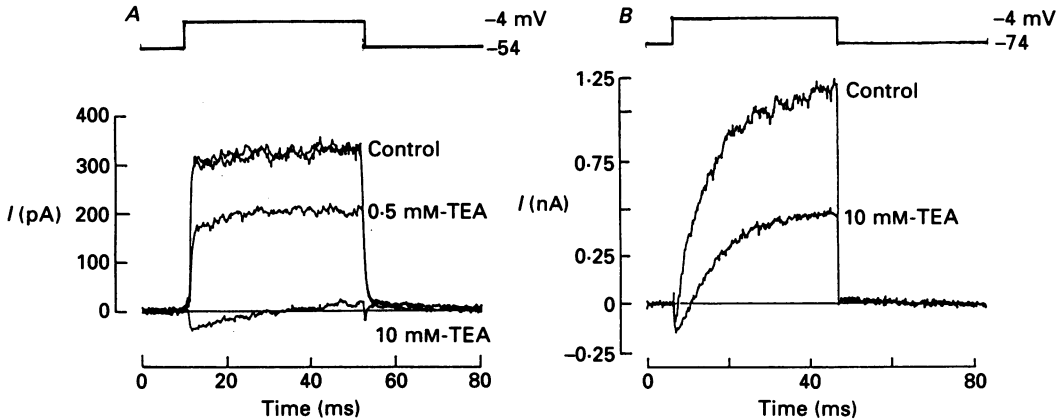 A
−4 mV
−54
400
300
200
100
0
I (pA)
Control
0·5 mM-TEA
10 mM-TEA
0 20 40 60 80
Time (ms)
B
−4 mV
−74
1·25
0·75
0·25
0
−0·25
I (nA)
Control
10 mM-TEA
0 40 80
Time (ms)